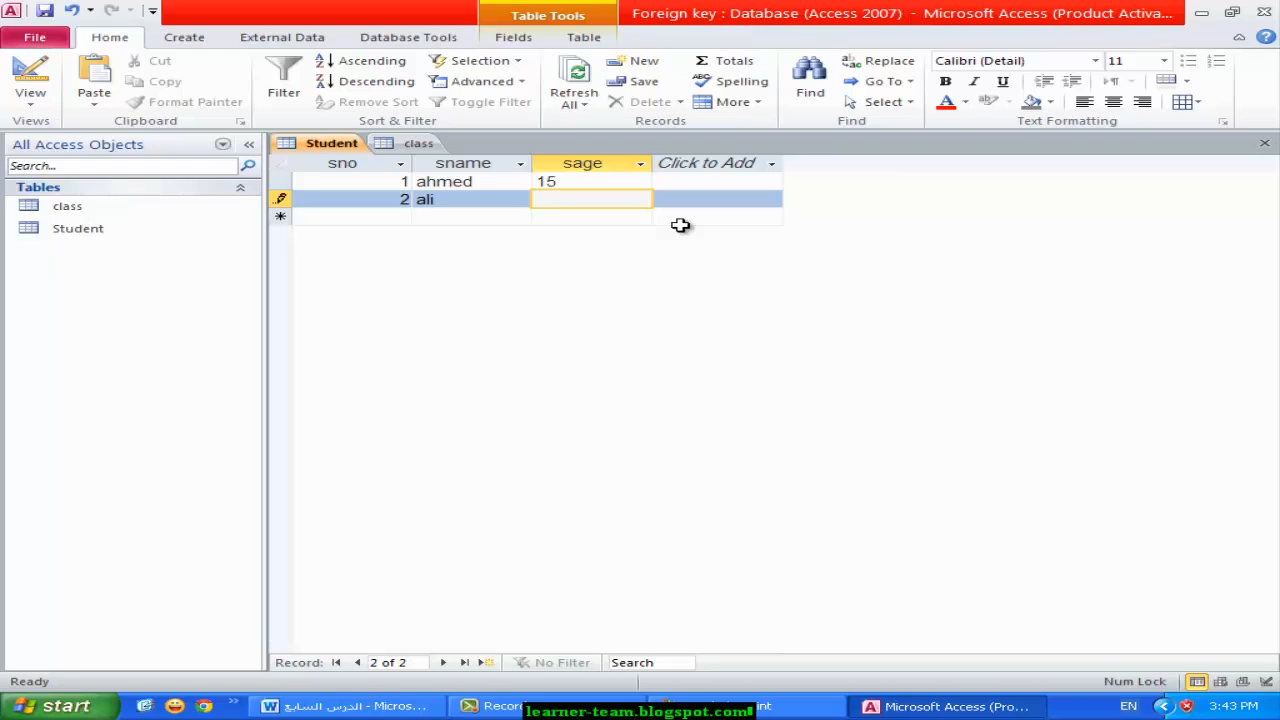 Table Tools
Foreign key : Database (Access 2007) - Microsoft Access (Product Activa...
File Home Create External Data Database Tools Fields Table
View
Views
Paste
Cut
Copy
Format Painter
Clipboard
Filter
Ascending
Descending
Remove Sort
Selection
Advanced
Toggle Filter
Sort & Filter
Refresh
All
New
Save
Delete
Totals
Spelling
More
Records
Find
Replace
Go To
Select
Find
Calibri (Detail) 11
B I U
A
Text Formatting
All Access Objects
Search...
Tables
class
Student
Student class
sno sname sage Click to Add
1 ahmed 15
2 ali
Record: 2 of 2 No Filter Search
Ready Num Lock
start
الدرس السابع - Micros...
Recor
int
Microsoft Access (Pro...
EN
3:43 PM
learner-team.blogspot.com